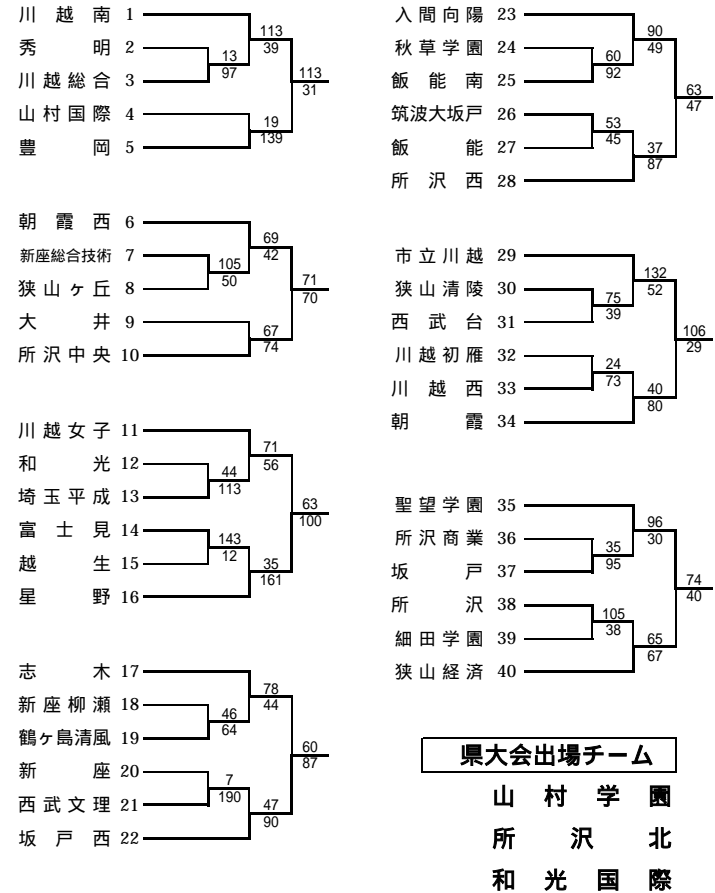 川越南 1
113
39
秀明 2
13
97
川越総合 3
113
31
山村国際 4
19
139
豊岡 5
朝霞西 6
69
42
新座総合技術 7
105
50
狭山ヶ丘 8
71
70
大井 9
67
74
所沢中央 10
川越女子 11
71
56
和光 12
44
113
埼玉平成 13
63
100
富士見 14
143
12
越生 15
35
161
星野 16
志木 17
78
44
新座柳瀬 18
46
64
鶴ヶ島清風 19
60
87
新座 20
7
190
西武文理 21
47
90
坂戸西 22
入間向陽 23
90
49
秋草学園 24
60
92
飯能南 25
63
47
筑波大坂戸 26
53
45
飯能 27
37
87
所沢西 28
市立川越 29
132
52
狭山清陵 30
75
39
西武台 31
106
29
川越初雁 32
24
73
川越西 33
40
80
朝霞 34
聖望学園 35
96
30
所沢商業 36
35
95
坂戸 37
74
40
所沢 38
105
38
細田学園 39
65
67
狭山経済 40
県大会出場チーム
山村学園
所沢北
和光国際